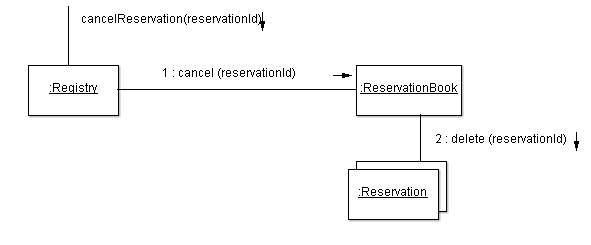 cancelReservation(reservationId)
1 : cancel (reservationId)
:Registry
:ReservationBook
2 : delete (reservationId)
:Reservation